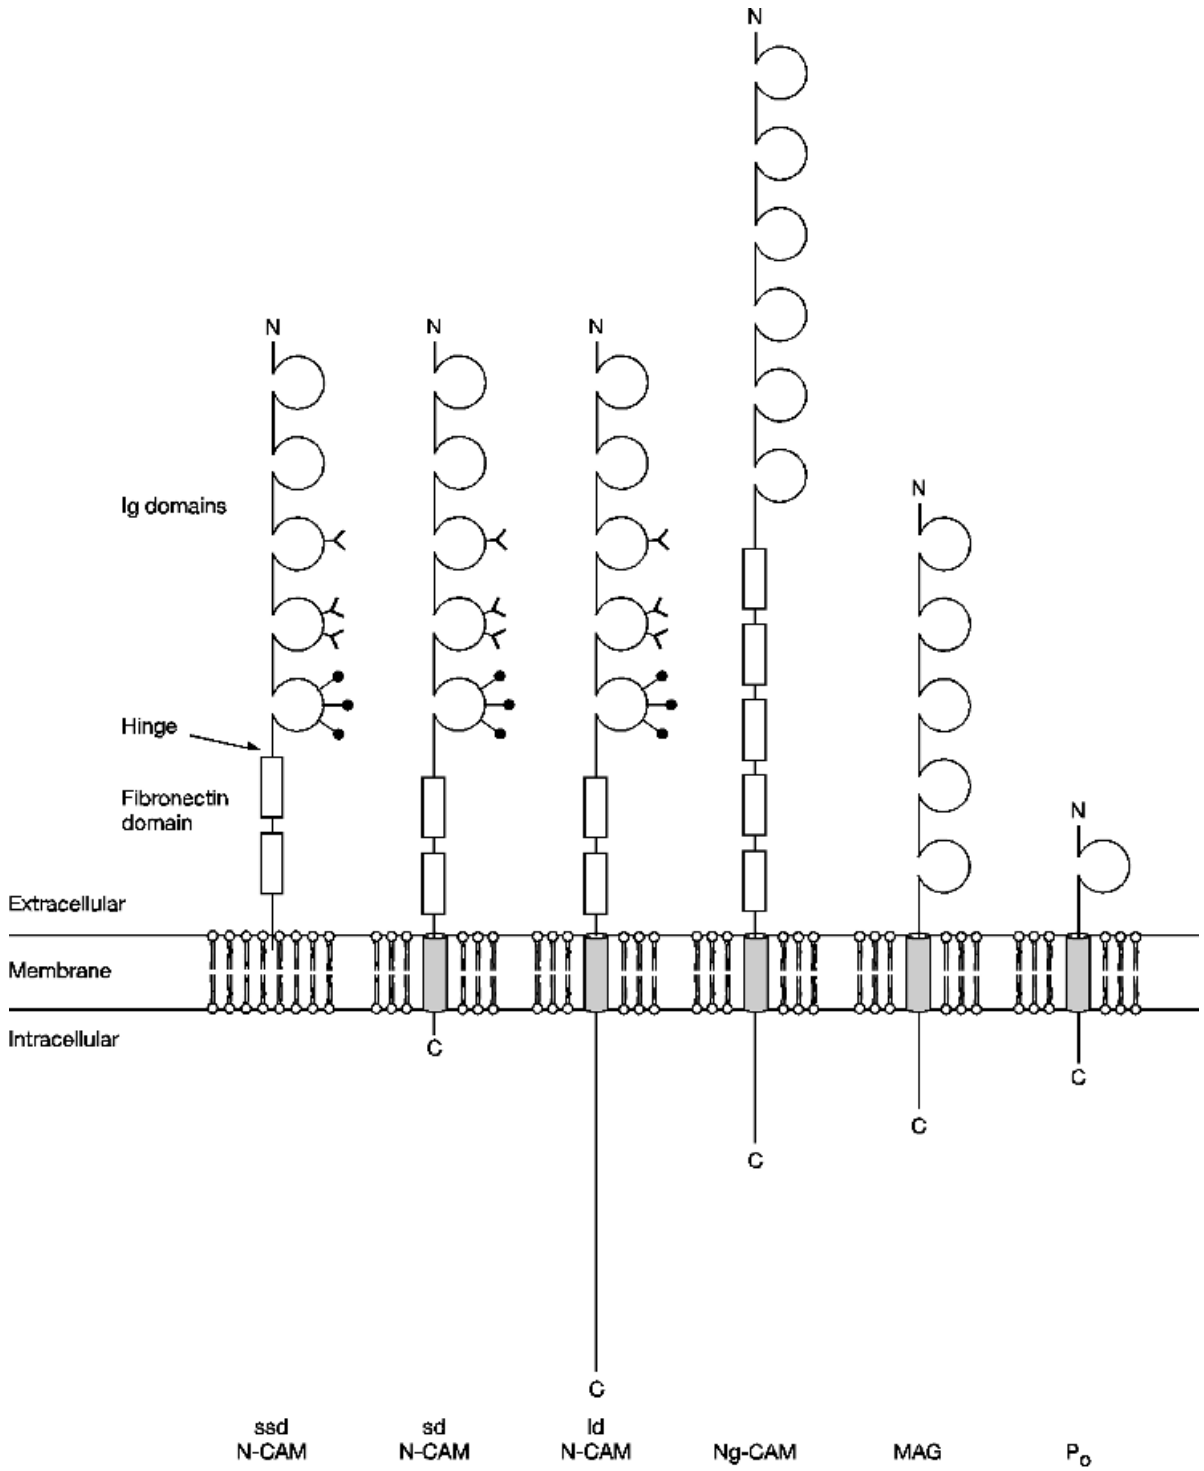 N
N
N
N
Ig domains
N
Hinge
Fibronectin
domain
N
Extracellular
Membrane
Intracellular
C
C
C
C
C
ssd
N-CAM
sd
N-CAM
ld
N-CAM
Ng-CAM
MAG
Po